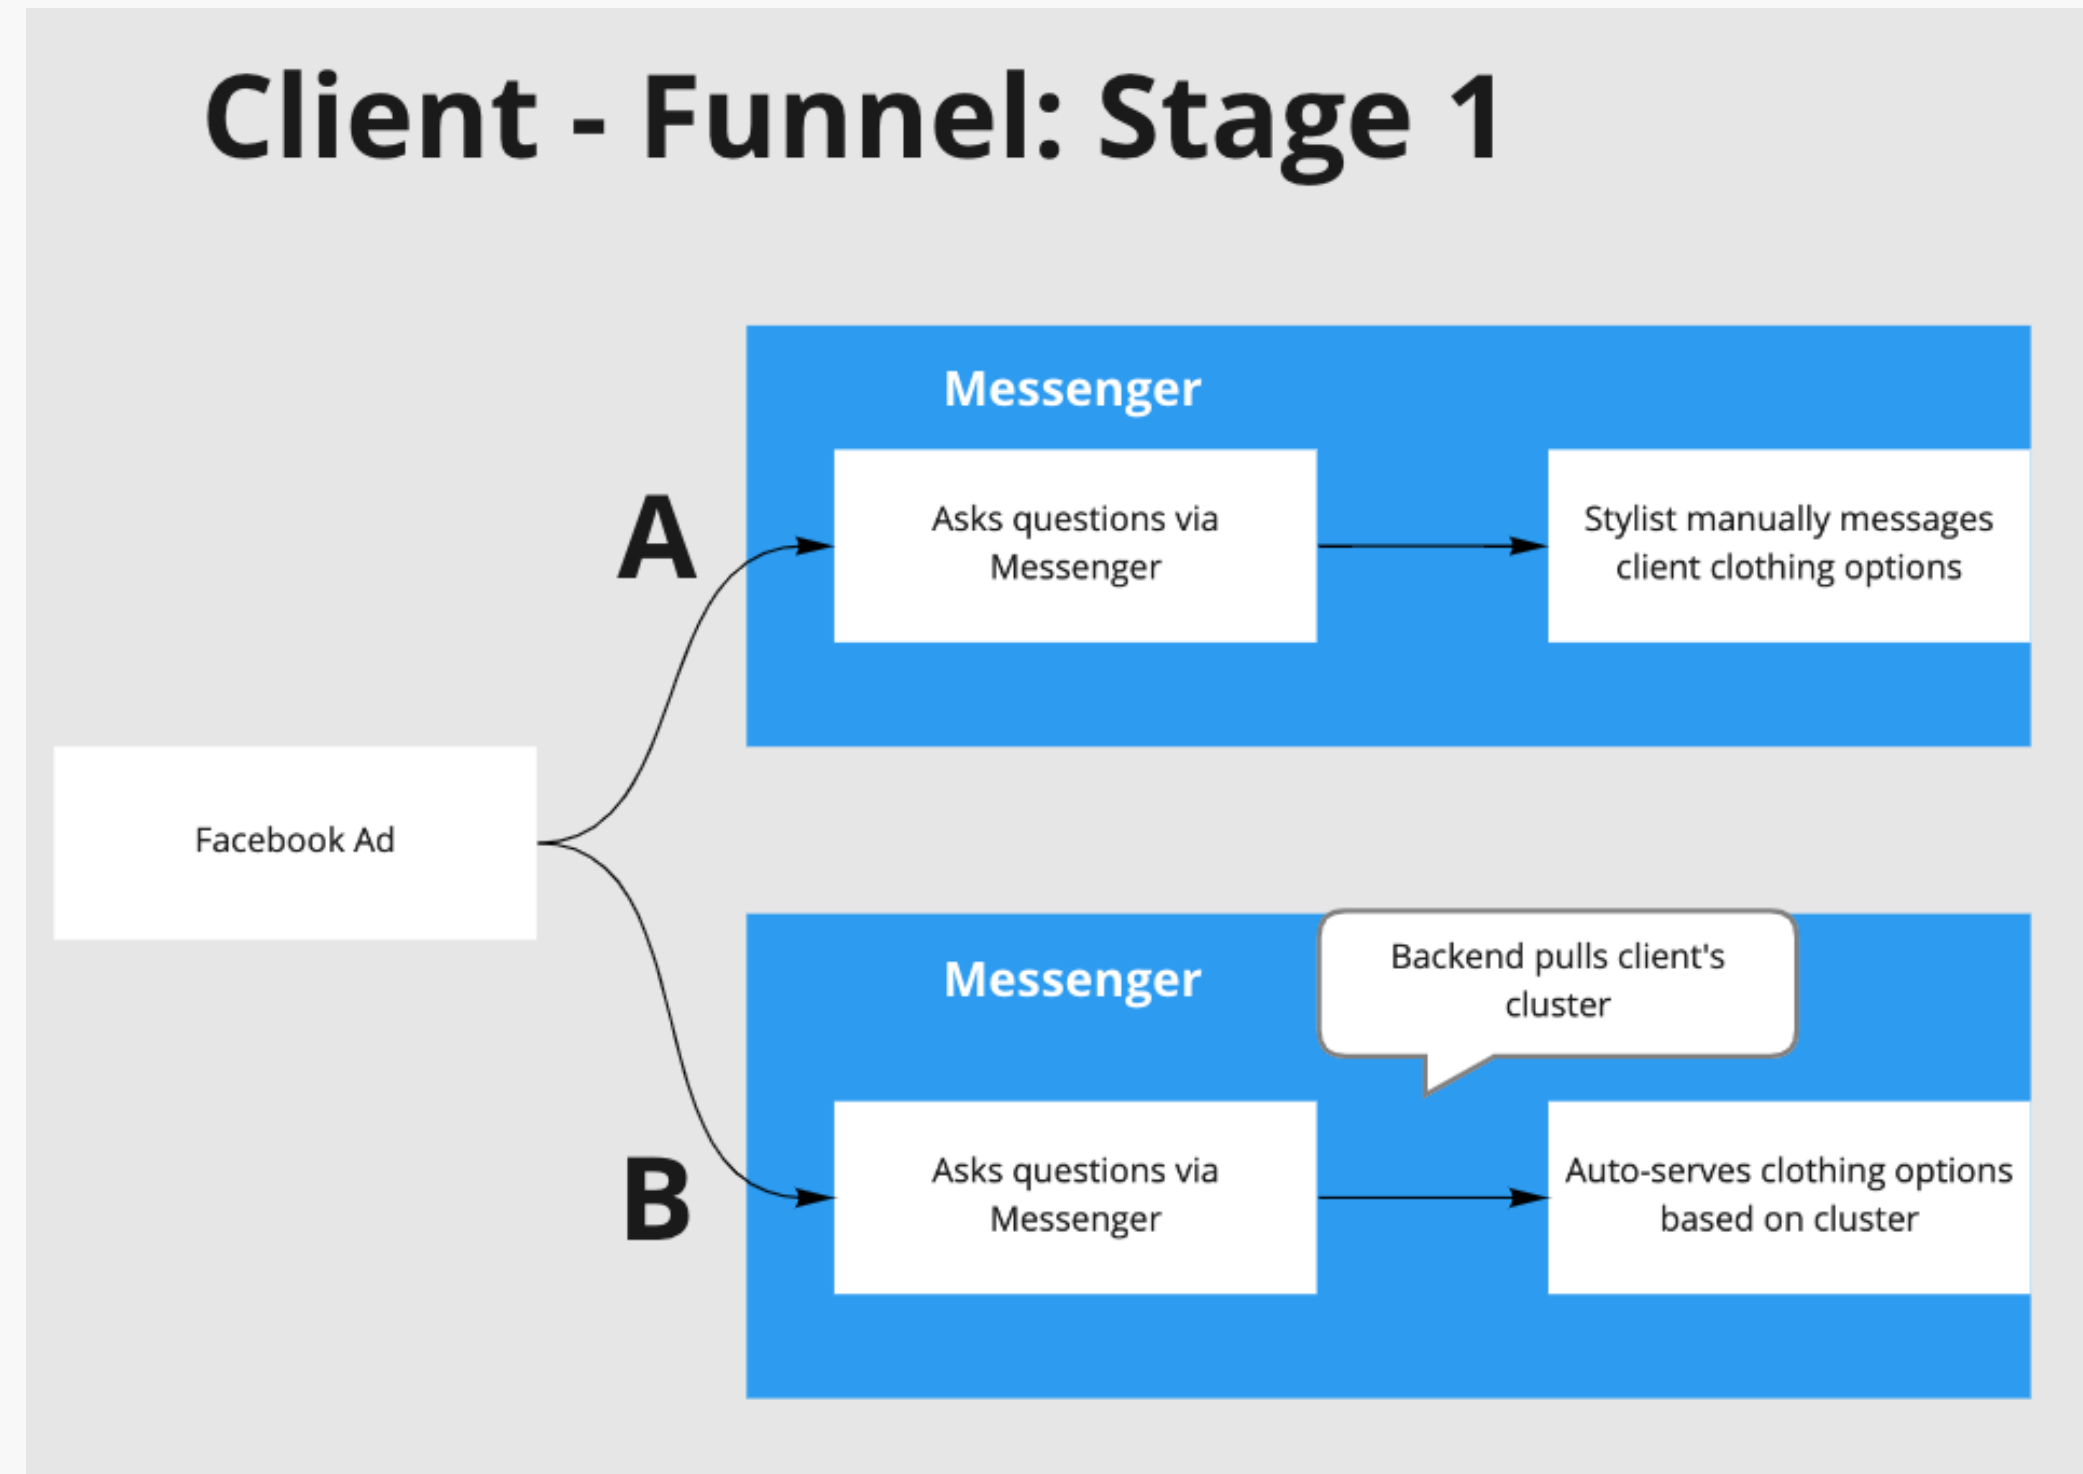 Client - Funnel: Stage 1
Messenger
A
Asks questions via
Messenger
Stylist manually messages
client clothing options
Facebook Ad
Messenger
Backend pulls client's
cluster
B
Asks questions via
Messenger
Auto-serves clothing options
based on cluster